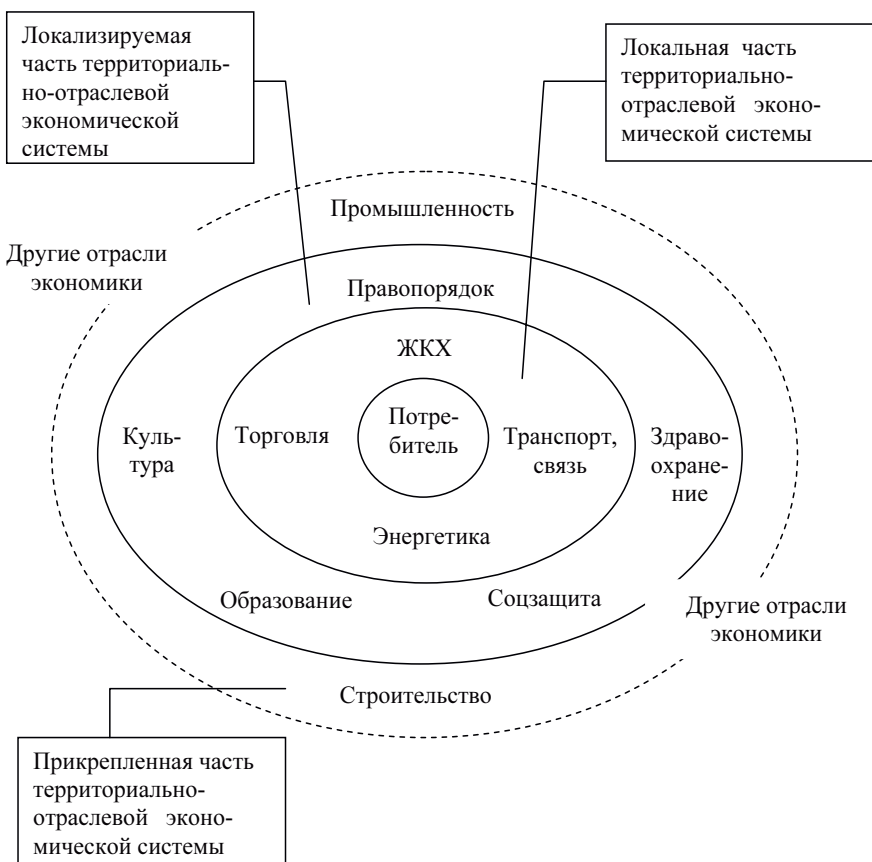 Локализируемая
часть территориаль-
но-отраслевой
экономической
системы
Локальная часть
территориально-
отраслевой эконо-
мической системы
Промышленность
Другие отрасли
экономики
Правопорядок
ЖКХ
Куль-
тура
Торговля
Потре-
битель
Транспорт,
связь
Здраво-
охране-
ние
Энергетика
Образование
Соцзащита
Другие отрасли
экономики
Строительство
Прикрепленная часть
территориально-
отраслевой эконо-
мической системы